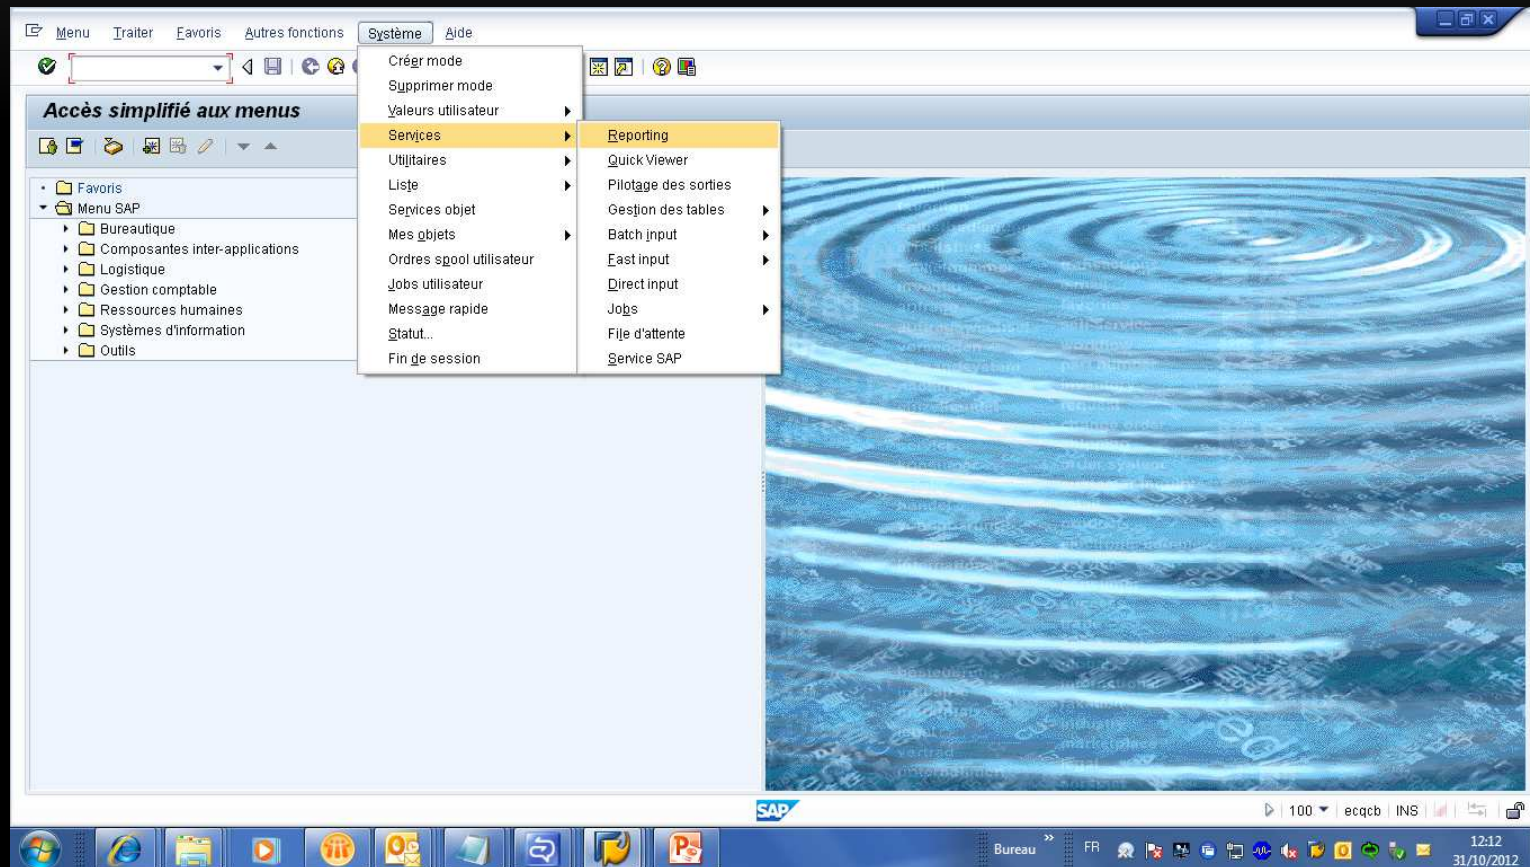 Menu Traiter Favoris Autres fonctions Système Aide
Accès simplifié aux menus
Créer mode
Supprimer mode
Valeurs utilisateur
Services
Utilitaires
Liste
Services objet
Mes objets
Ordres spool utilisateur
Jobs utilisateur
Message rapide
Statut...
Fin de session
Reporting
Quick Viewer
Pilotage des sorties
Gestion des tables
Batch input
Fast input
Direct input
Jobs
File d'attente
Service SAP
Favoris
Menu SAP
Bureautique
Composantes inter-applications
Logistique
Gestion comptable
Ressources humaines
Systèmes d'information
Outils
SAP
100 ecqcb INS
Bureau » FR 12:12
31/10/2012